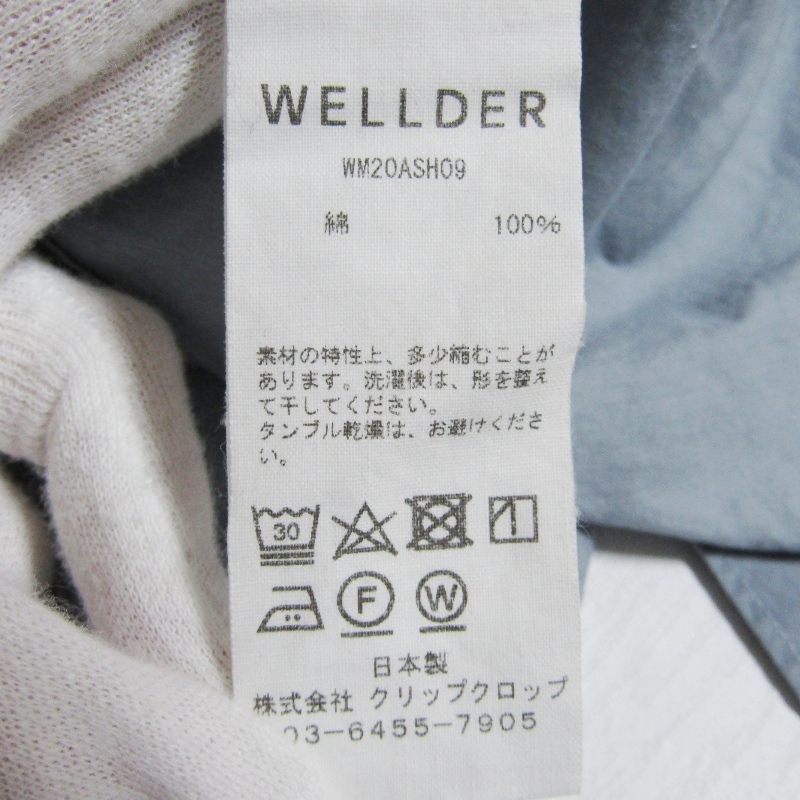 WELLDER
WM20ASH09
綿 100%
素材の特性上、多少縮むことが
あります。洗濯後は、形を整え
て干してください。
タンブル乾燥は、お避けくださ
い。
30
F W
日本製
株式会社 クリップクロップ
03-6455-7905